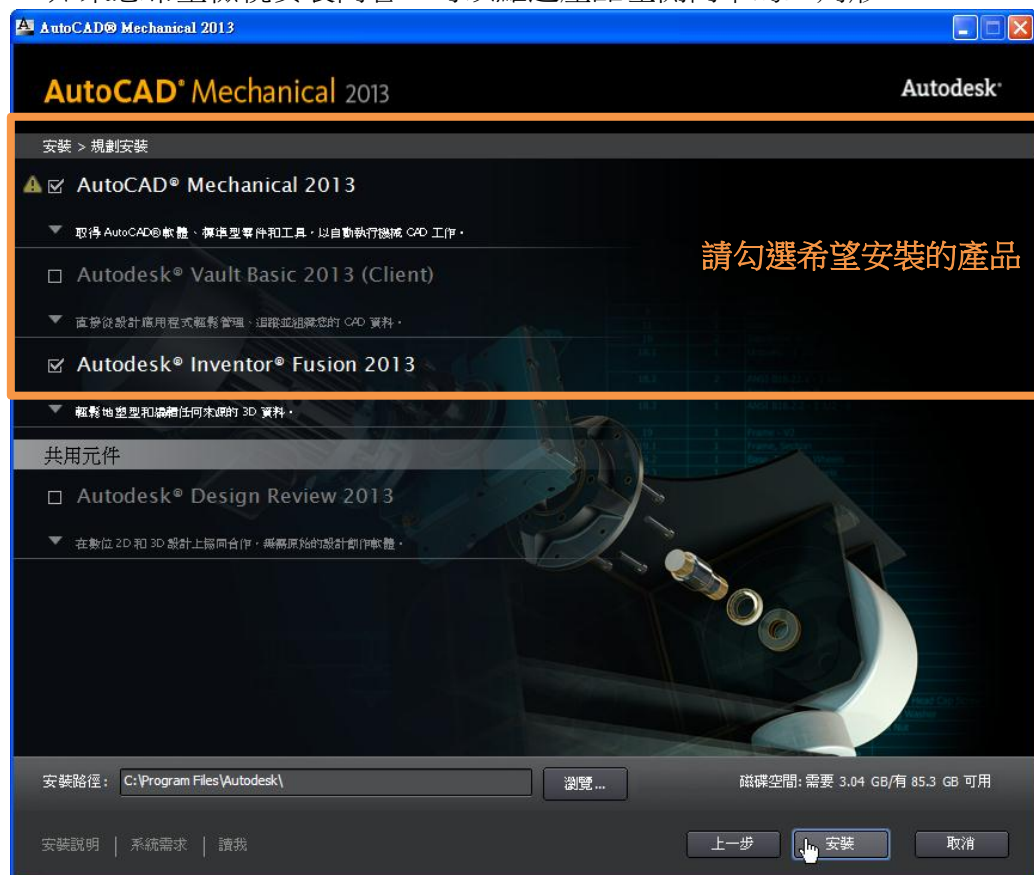 AutoCAD® Mechanical 2013
AutoCAD® Mechanical 2013
Autodesk®
安裝 > 規劃安裝
AutoCAD® Mechanical 2013
取得 AutoCAD® 軟體、標準型零件和工具,以自動執行機械 CAD 工作。
請勾選希望安裝的產品
Autodesk® Vault Basic 2013 (Client)
直接從設計應用程式輕鬆管理、追蹤並組織您的 CAD 資料。
Autodesk® Inventor® Fusion 2013
輕鬆地塑型和編輯任何來源的 3D 資料。
共用元件
Autodesk® Design Review 2013
在數位 2D 和 3D 設計上協同合作,無需原始的設計創作軟體。
安裝路徑: C:\Program Files\Autodesk\ 瀏覽... 磁碟空間: 需要 3.04 GB/有 85.3 GB 可用
安裝說明 | 系統需求 | 讀我 上一步 安裝 取消